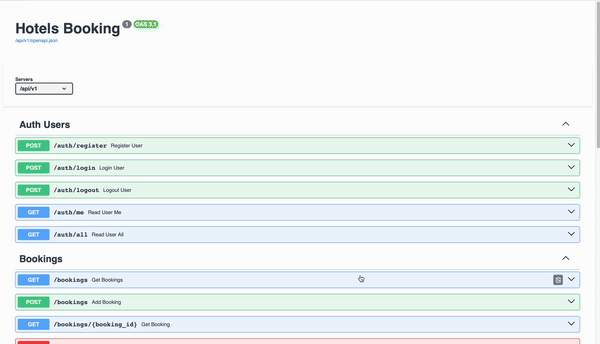 Hotels Booking 1 OAS 3.1
/api/v1/openapi.json
Servers
/api/v1
Auth Users
POST /auth/register Register User
POST /auth/login Login User
POST /auth/logout Logout User
GET /auth/me Read User Me
GET /auth/all Read User All
Bookings
GET /bookings Get Bookings
POST /bookings Add Booking
GET /bookings/{booking_id} Get Booking